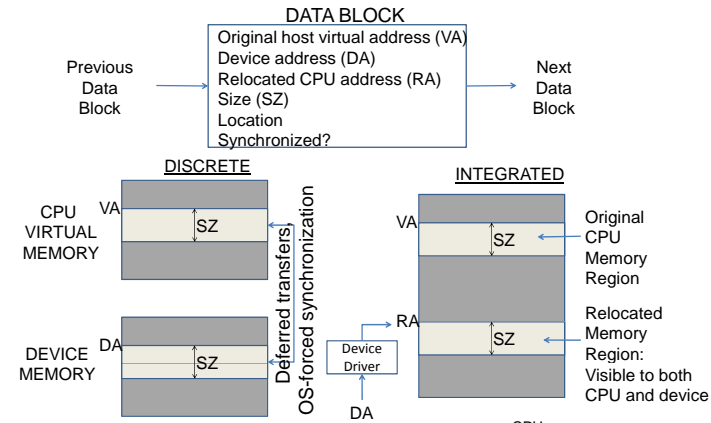 DATA BLOCK
Original host virtual address (VA)
Device address (DA)
Relocated CPU address (RA)
Size (SZ)
Location
Synchronized?
Previous
Data
Block
Next
Data
Block
DISCRETE
CPU
VIRTUAL
MEMORY
VA
SZ
DEVICE
MEMORY
DA
SZ
Deferred transfers,
OS-forced synchronization
INTEGRATED
VA
SZ
Original
CPU
Memory
Region
RA
SZ
Relocated
Memory
Region:
Visible to both
CPU and device
Device
Driver
DA